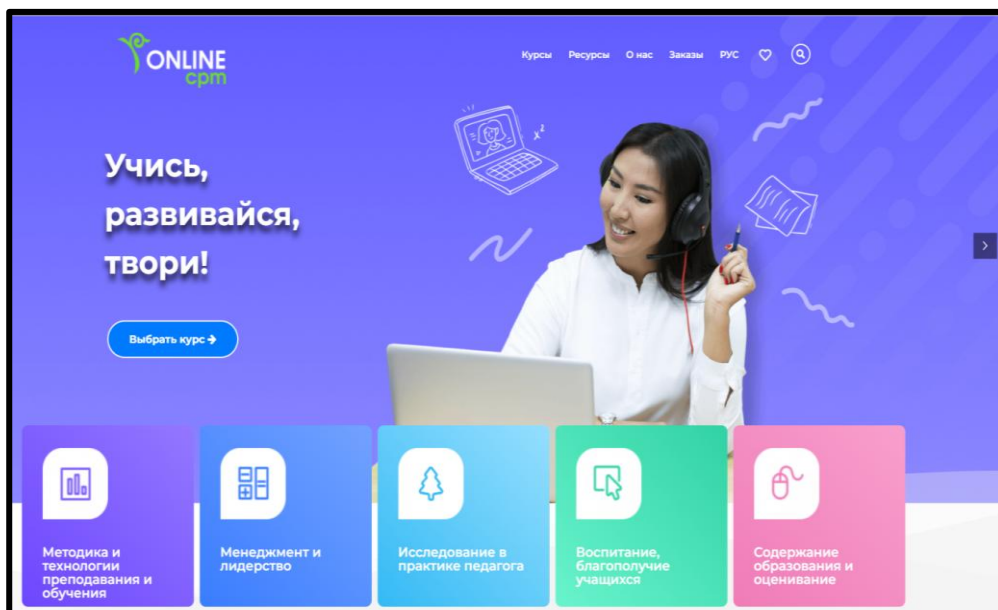 ONLINE
cpm
Курсы Ресурсы О нас Заказы РУС
x²
Учись,
развивайся,
твори!
Выбрать курс →
Методика и
технологии
преподавания и
обучения
Менеджмент и
лидерство
Исследование в
практике педагога
Воспитание,
благополучие
учащихся
Содержание
образования и
оценивание